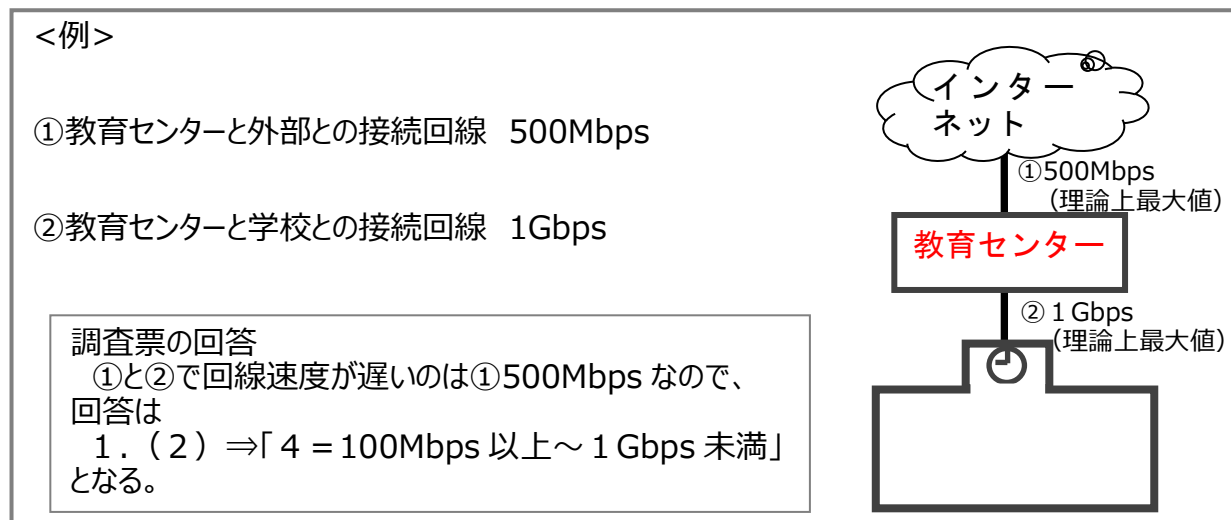 <例>
①教育センターと外部との接続回線 500Mbps
②教育センターと学校との接続回線 1Gbps
調査票の回答
①と②で回線速度が遅いのは①500Mbps なので、
回答は
1.(2)⇒「4=100Mbps 以上~1Gbps 未満」
となる。
インター
ネット
①500Mbps
(理論上最大値)
教育センター
②1Gbps
(理論上最大値)